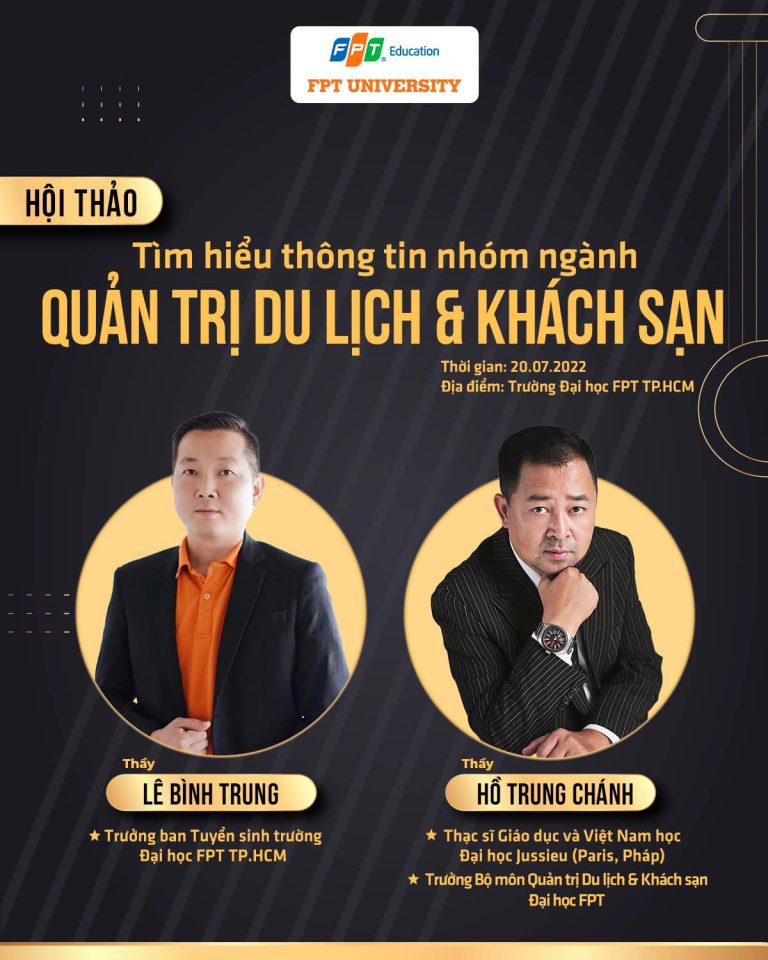 FPT Education
FPT UNIVERSITY
HỘI THẢO
Tìm hiểu thông tin nhóm ngành
QUẢN TRỊ DU LỊCH & KHÁCH SẠN
Thời gian: 20.07.2022
Địa điểm: Trường Đại học FPT TP.HCM
Thầy
LÊ BÌNH TRUNG
Trưởng ban Tuyển sinh trường
Đại học FPT TP.HCM
Thầy
HỒ TRUNG CHÁNH
Thạc sĩ Giáo dục và Việt Nam học
Đại học Jussieu (Paris, Pháp)
Trưởng Bộ môn Quản trị Du lịch & Khách sạn
Đại học FPT